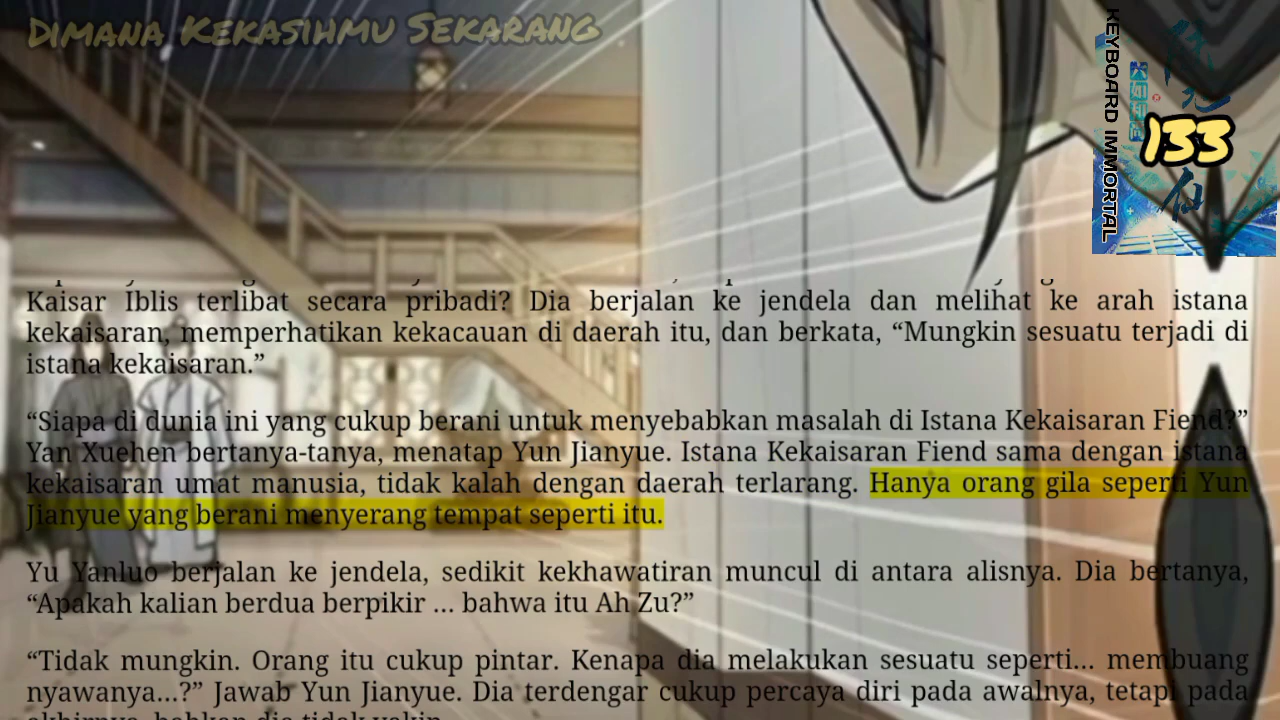 DIMANA KEKASIHMU SEKARANG
KEYBOARD IMMORTAL
133
仙
Kaisar Iblis terlibat secara pribadi? Dia berjalan ke jendela dan melihat ke arah istana
kekaisaran, memperhatikan kekacauan di daerah itu, dan berkata, “Mungkin sesuatu terjadi di
istana kekaisaran.”
“Siapa di dunia ini yang cukup berani untuk menyebabkan masalah di Istana Kekaisaran Fiend?”
Yan Xuehen bertanya-tanya, menatap Yun Jianyue. Istana Kekaisaran Fiend sama dengan istana
kekaisaran umat manusia, tidak kalah dengan daerah terlarang. Hanya orang gila seperti Yun
Jianyue yang berani menyerang tempat seperti itu.
Yu Yanluo berjalan ke jendela, sedikit kekhawatiran muncul di antara alisnya. Dia bertanya,
“Apakah kalian berdua berpikir ... bahwa itu Ah Zu?”
“Tidak mungkin. Orang itu cukup pintar. Kenapa dia melakukan sesuatu seperti... membuang
nyawanya...?” Jawab Yun Jianyue. Dia terdengar cukup percaya diri pada awalnya, tetapi pada
akhirnya, bahkan dia tidak yakin.